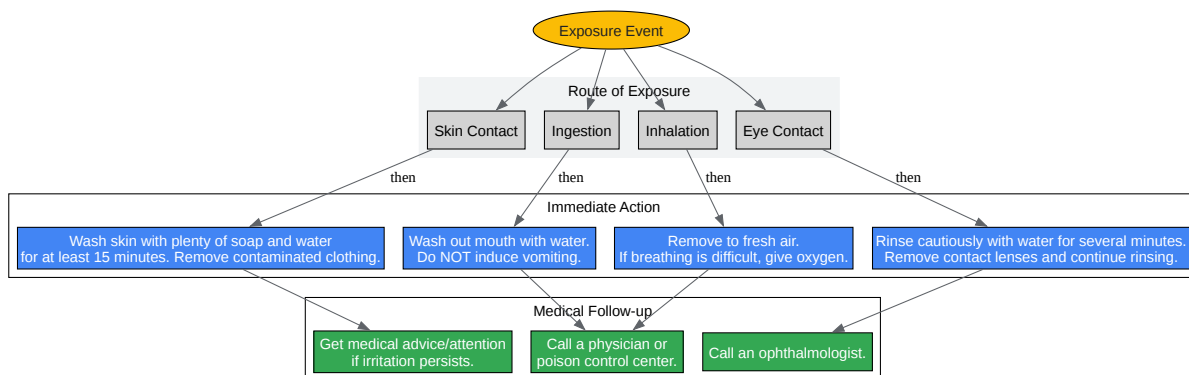 Exposure Event
Route of Exposure
Skin Contact
Ingestion
Inhalation
Eye Contact
then
then
then
then
Immediate Action
Wash skin with plenty of soap and water
for at least 15 minutes. Remove contaminated clothing.
Wash out mouth with water.
Do NOT induce vomiting.
Remove to fresh air.
If breathing is difficult, give oxygen.
Rinse cautiously with water for several minutes.
Remove contact lenses and continue rinsing.
Medical Follow-up
Get medical advice/attention
if irritation persists.
Call a physician or
poison control center.
Call an ophthalmologist.